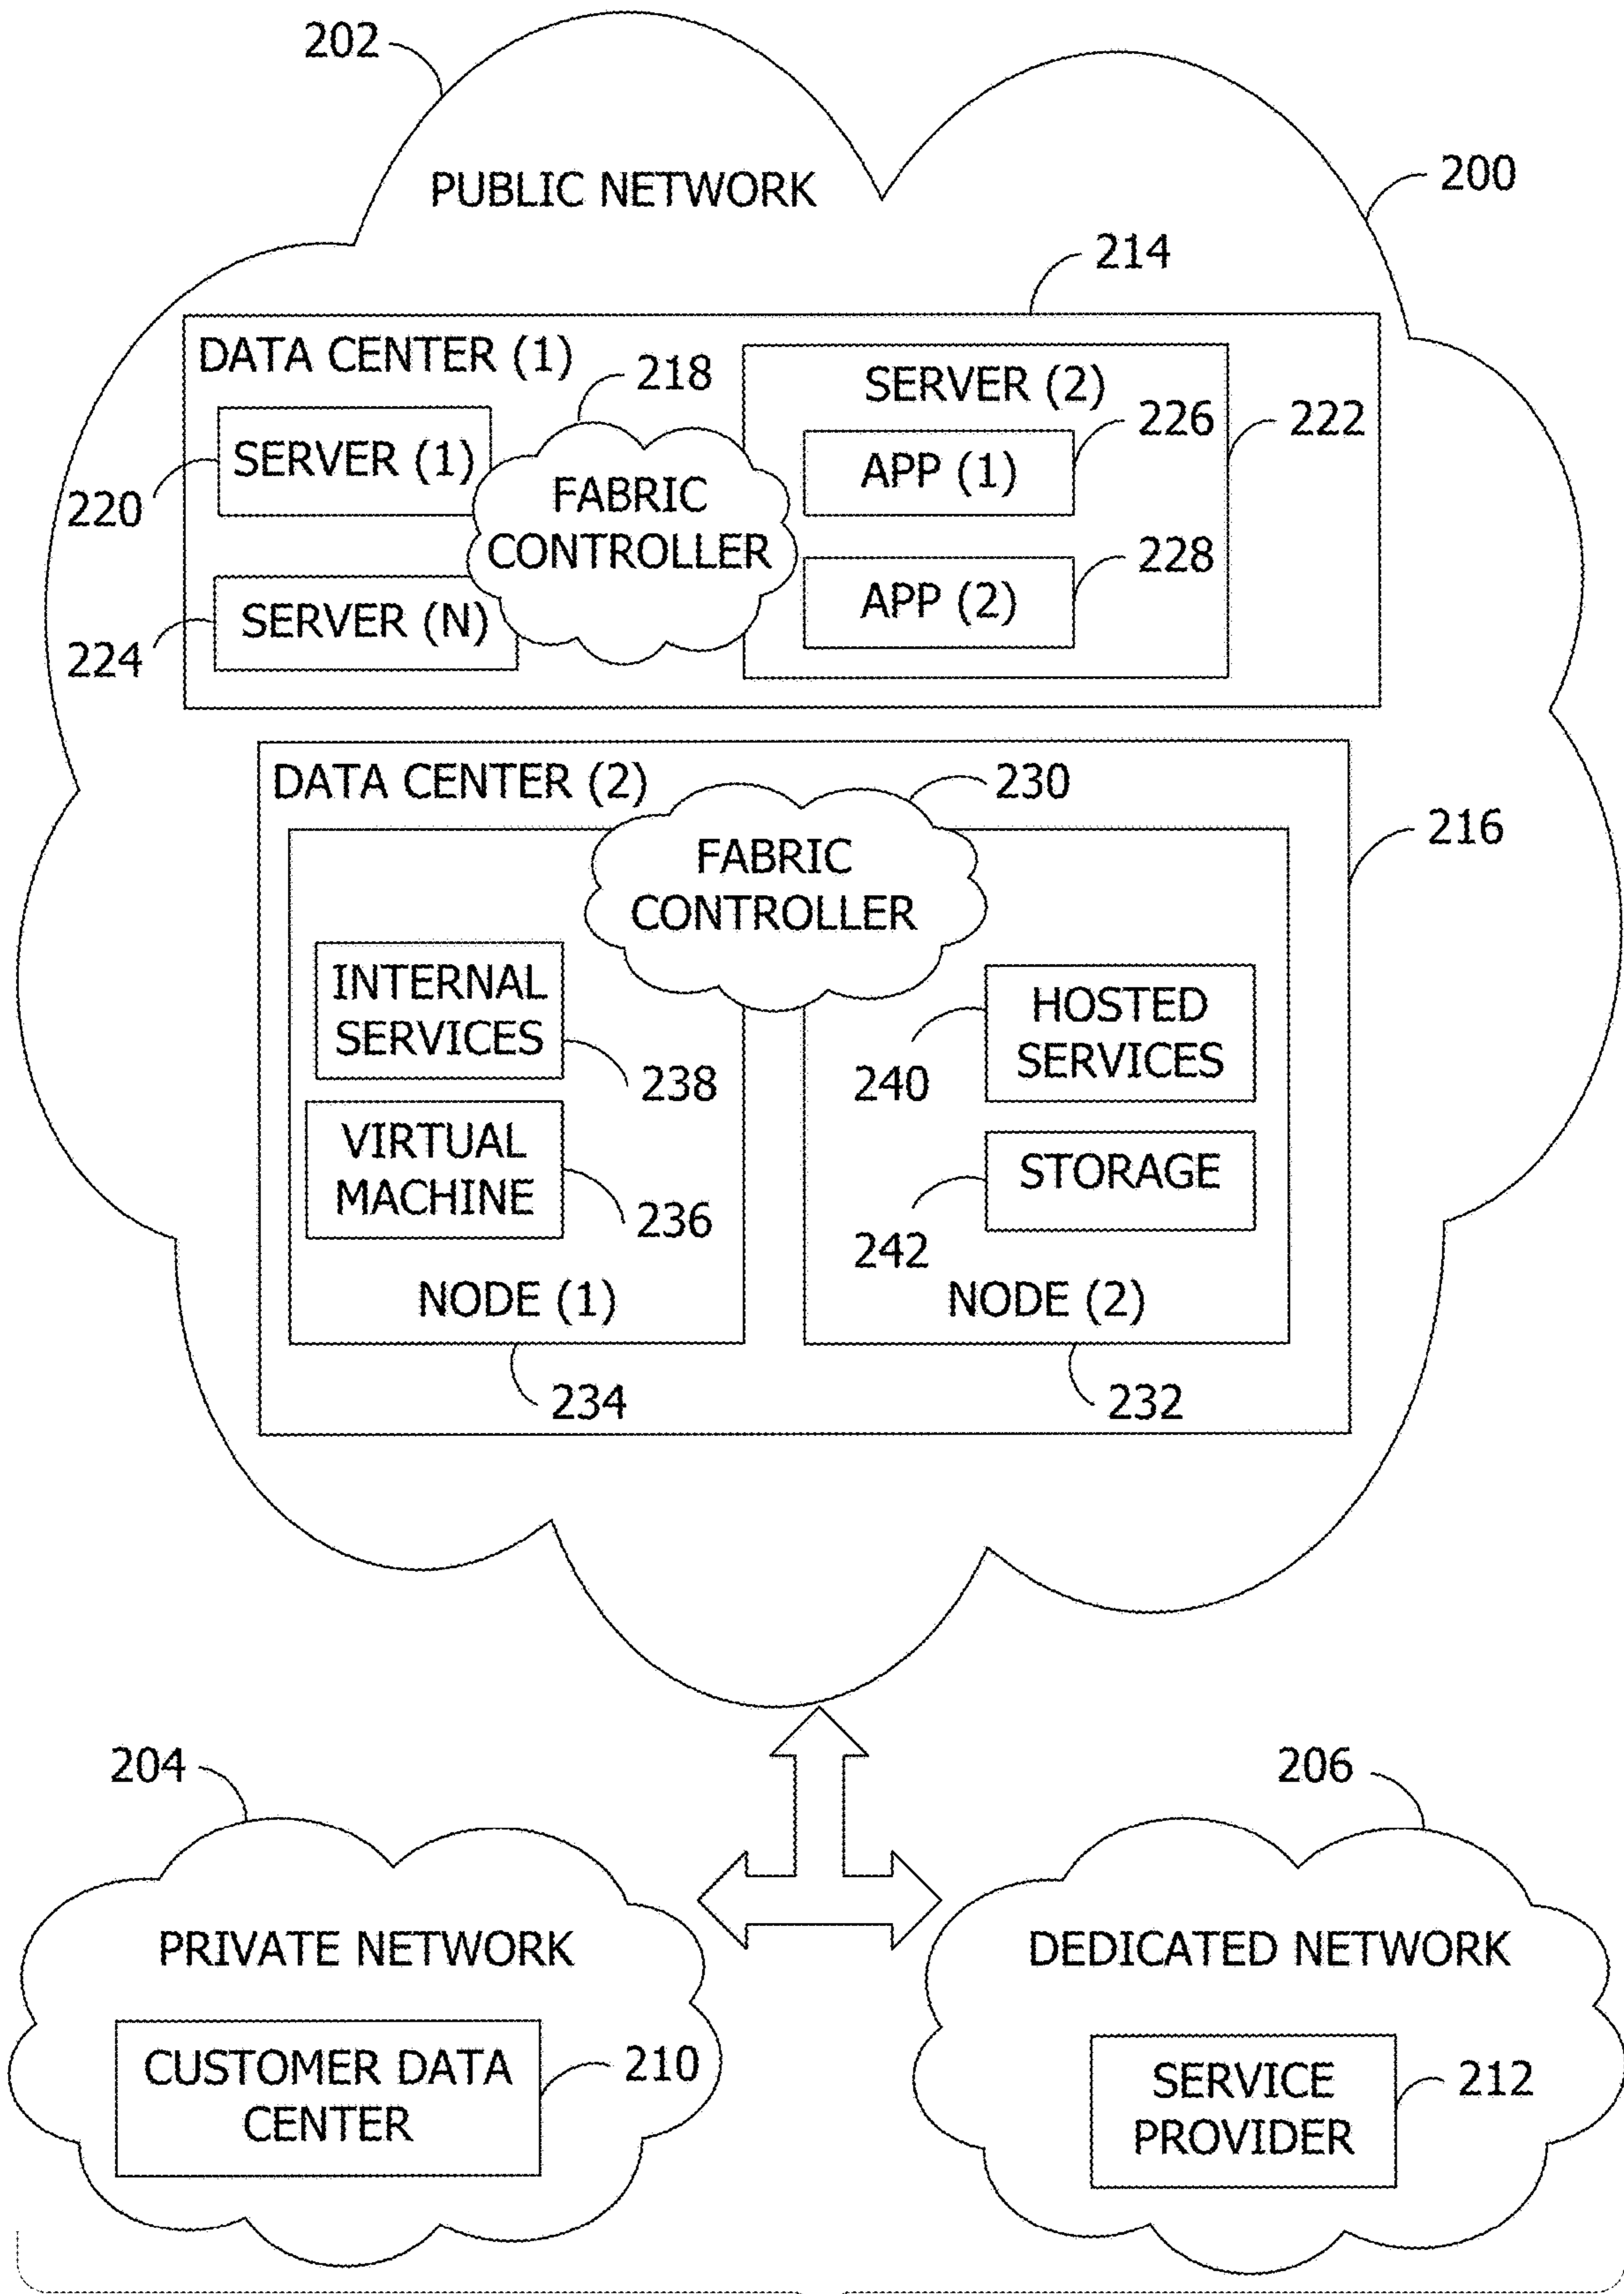 202
PUBLIC NETWORK
200
214
DATA CENTER (1)
218
SERVER (2)
226
222
SERVER (1)
APP (1)
220
FABRIC
CONTROLLER
228
SERVER (N)
APP (2)
224
DATA CENTER (2)
230
216
FABRIC
CONTROLLER
INTERNAL
SERVICES
238
HOSTED
SERVICES
240
VIRTUAL
MACHINE
236
STORAGE
242
NODE (1)
NODE (2)
234
232
204
206
PRIVATE NETWORK
DEDICATED NETWORK
CUSTOMER DATA
CENTER
210
SERVICE
PROVIDER
212